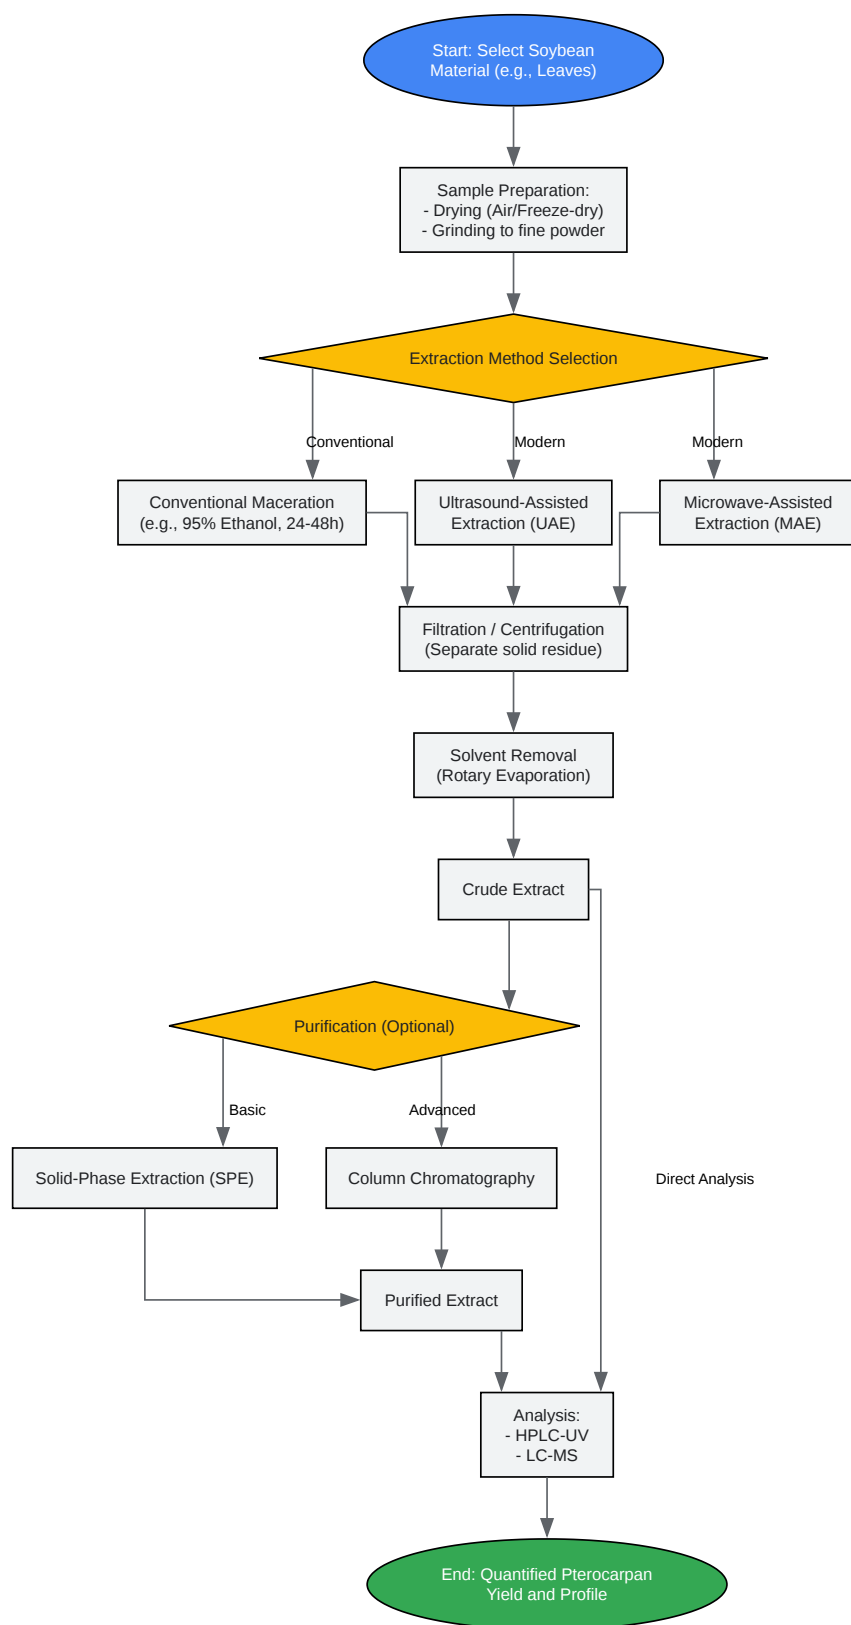 Start: Select Soybean
Material (e.g., Leaves)
Sample Preparation:
- Drying (Air/Freeze-dry)
- Grinding to fine powder
Extraction Method Selection
Conventional
Modern
Modern
Conventional Maceration
(e.g., 95% Ethanol, 24-48h)
Ultrasound-Assisted
Extraction (UAE)
Microwave-Assisted
Extraction (MAE)
Filtration / Centrifugation
(Separate solid residue)
Solvent Removal
(Rotary Evaporation)
Crude Extract
Purification (Optional)
Basic
Advanced
Solid-Phase Extraction (SPE)
Column Chromatography
Direct Analysis
Purified Extract
Analysis:
- HPLC-UV
- LC-MS
End: Quantified Pterocarpan
Yield and Profile